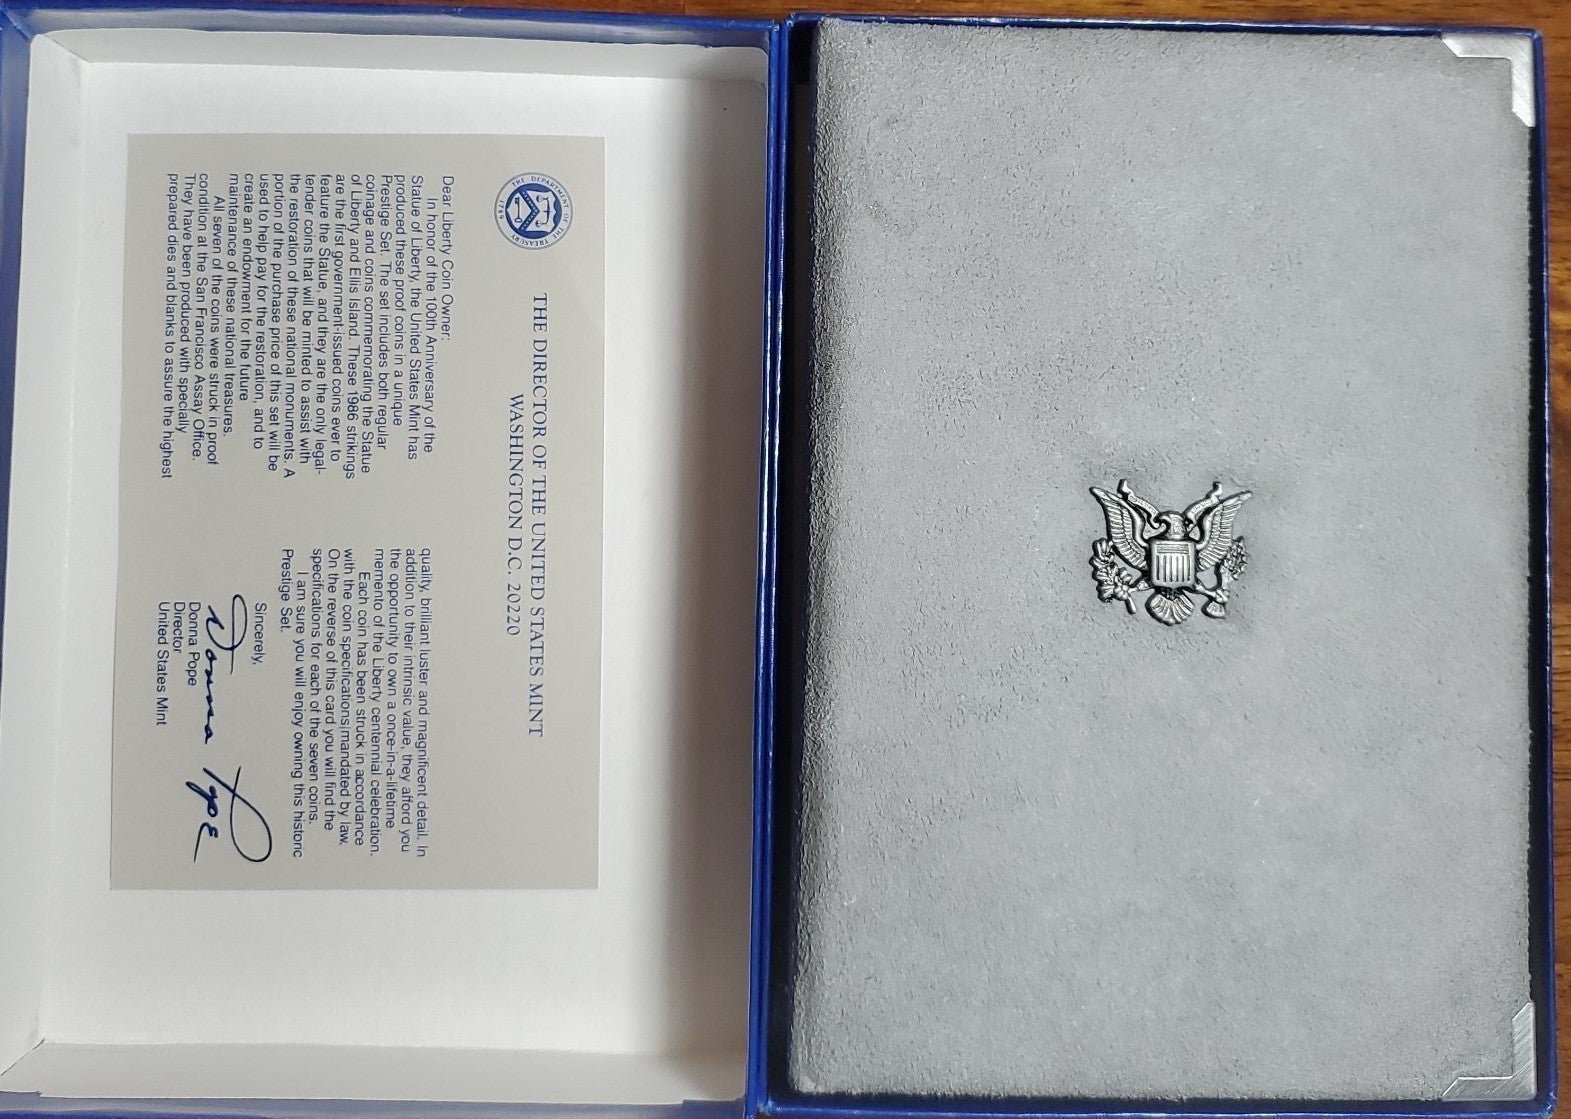 THE DEPARTMENT OF THE TREASURY
1789
THE DIRECTOR OF THE UNITED STATES MINT
WASHINGTON D.C. 20220
Dear Liberty Coin Owner:
In honor of the 100th Anniversary of the
Statue of Liberty, the United States Mint has
produced these proof coins in a unique
Prestige Set. The set includes both regular
coinage and coins commemorating the Statue
of Liberty and Ellis Island. These 1986 strikings
are the first government-issued coins ever to
feature the Statue, and they are the only legal-
tender coins that will be minted to assist with
the restoration of these national monuments. A
portion of the purchase price of this set will be
used to help pay for the restoration, and to
create an endowment for the future
maintenance of these national treasures.
All seven of the coins were struck in proof
condition at the San Francisco Assay Office.
They have been produced with specially
prepared dies and blanks to assure the highest
quality, brilliant luster and magnificent detail. In
addition to their intrinsic value, they afford you
the opportunity to own a once-in-a-lifetime
memento of the Liberty centennial celebration.
Each coin has been struck in accordance
with the coin specifications mandated by law.
On the reverse of this card you will find the
specifications for each of the seven coins.
I am sure you will enjoy owning this historic
Prestige Set.
Sincerely,
Donna Pope
Donna Pope
Director
United States Mint